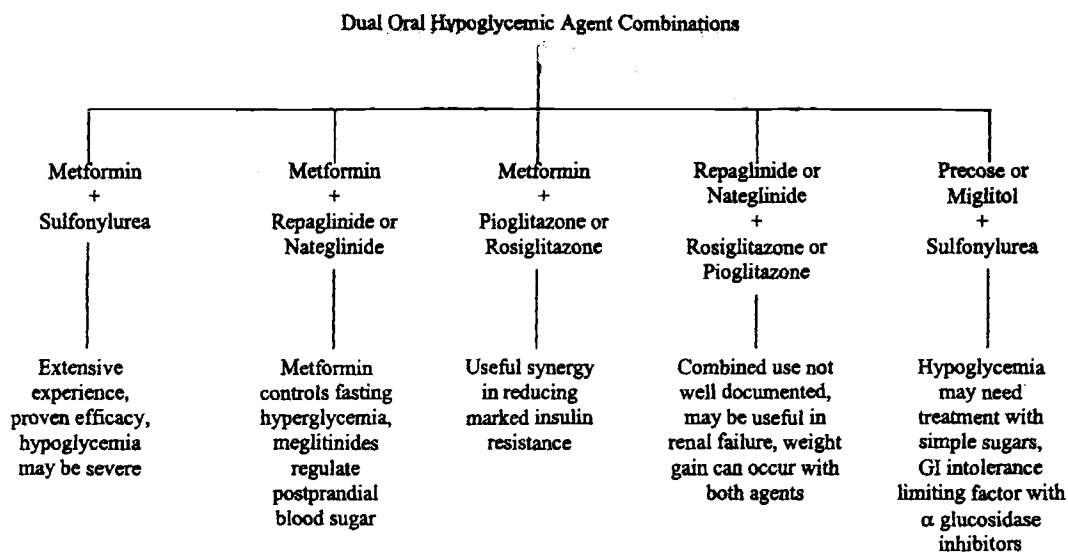 Dual Oral Hypoglycemic Agent Combinations
Metformin
+
Sulfonylurea
Metformin
+
Repaglinide or
Nateglinide
Metformin
+
Pioglitazone or
Rosiglitazone
Repaglinide or
Nateglinide
+
Rosiglitazone or
Pioglitazone
Precose or
Miglitol
+
Sulfonylurea
Extensive
experience,
proven efficacy,
hypoglycemia
may be severe
Metformin
controls fasting
hyperglycemia,
meglitinides
regulate
postprandial
blood sugar
Useful synergy
in reducing
marked insulin
resistance
Combined use not
well documented,
may be useful in
renal failure, weight
gain can occur with
both agents
Hypoglycemia
may need
treatment with
simple sugars,
GI intolerance
limiting factor with
α glucosidase
inhibitors